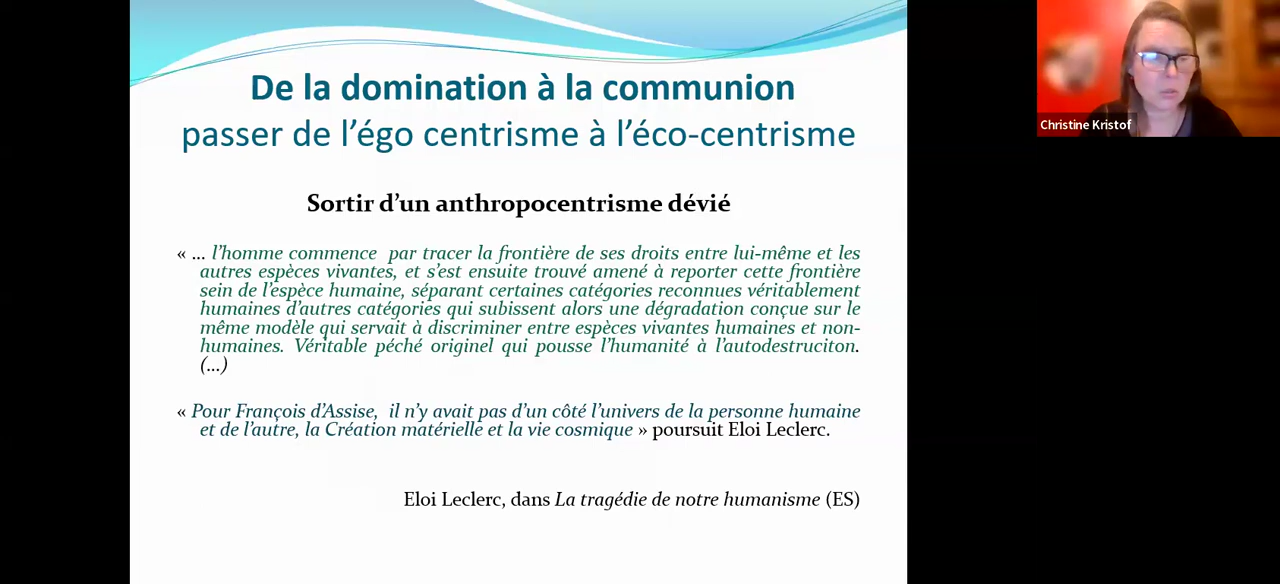 De la domination à la communion
passer de l’égo centrisme à l’éco-centrisme
Sortir d’un anthropocentrisme dévié
« ... l’homme commence par tracer la frontière de ses droits entre lui-même et les
autres espèces vivantes, et s’est ensuite trouvé amené à reporter cette frontière
sein de l’espèce humaine, séparant certaines catégories reconnues véritablement
humaines d’autres catégories qui subissent alors une dégradation conçue sur le
même modèle qui servait à discriminer entre espèces vivantes humaines et non-
humaines. Véritable péché originel qui pousse l’humanité à l’autodestruciton.
(...)
« Pour François d’Assise, il n’y avait pas d’un côté l’univers de la personne humaine
et de l’autre, la Création matérielle et la vie cosmique » poursuit Eloi Leclerc.
Eloi Leclerc, dans La tragédie de notre humanisme (ES)
Christine Kristof